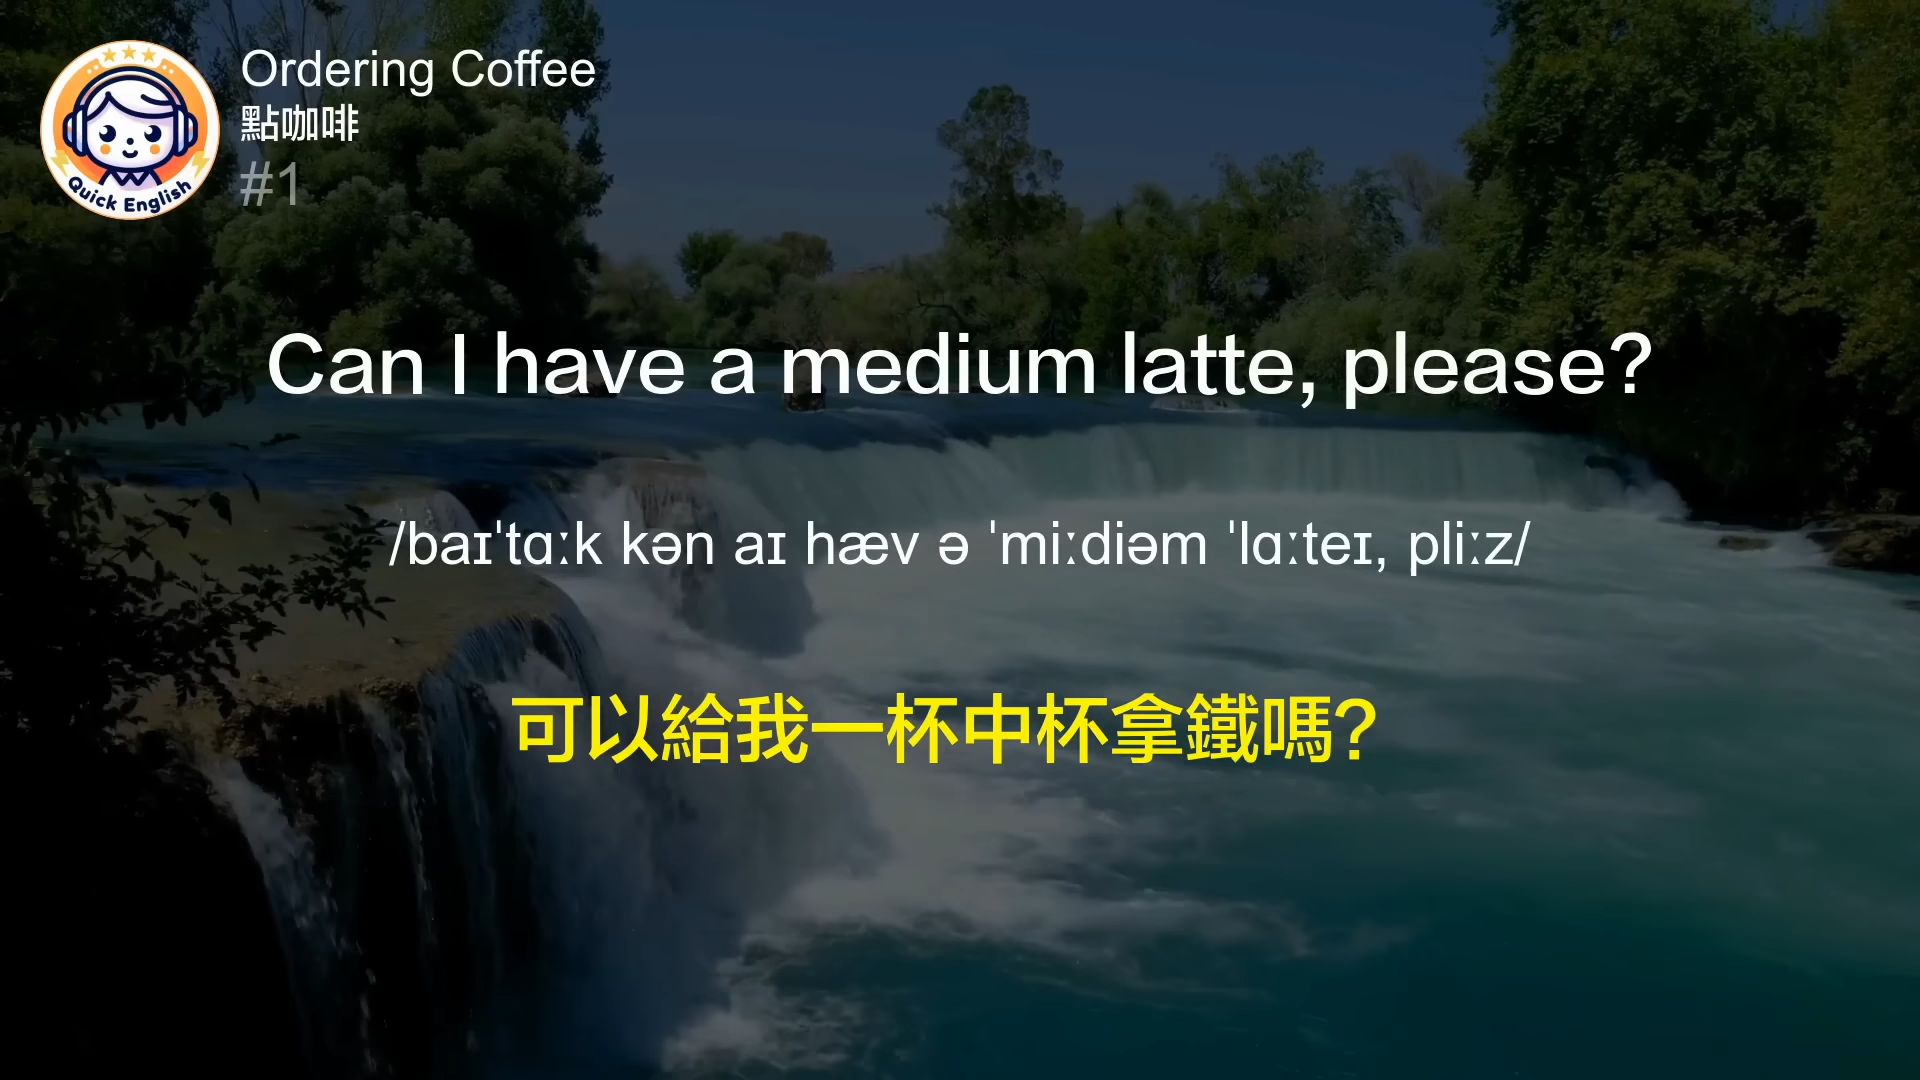 Ordering Coffee
點咖啡
#1
Quick English
Can I have a medium latte, please?
/baɪˈtɑːk kən aɪ hæv ə ˈmiːdiəm ˈlɑːteɪ, pliːz/
可以給我一杯中杯拿鐵嗎?